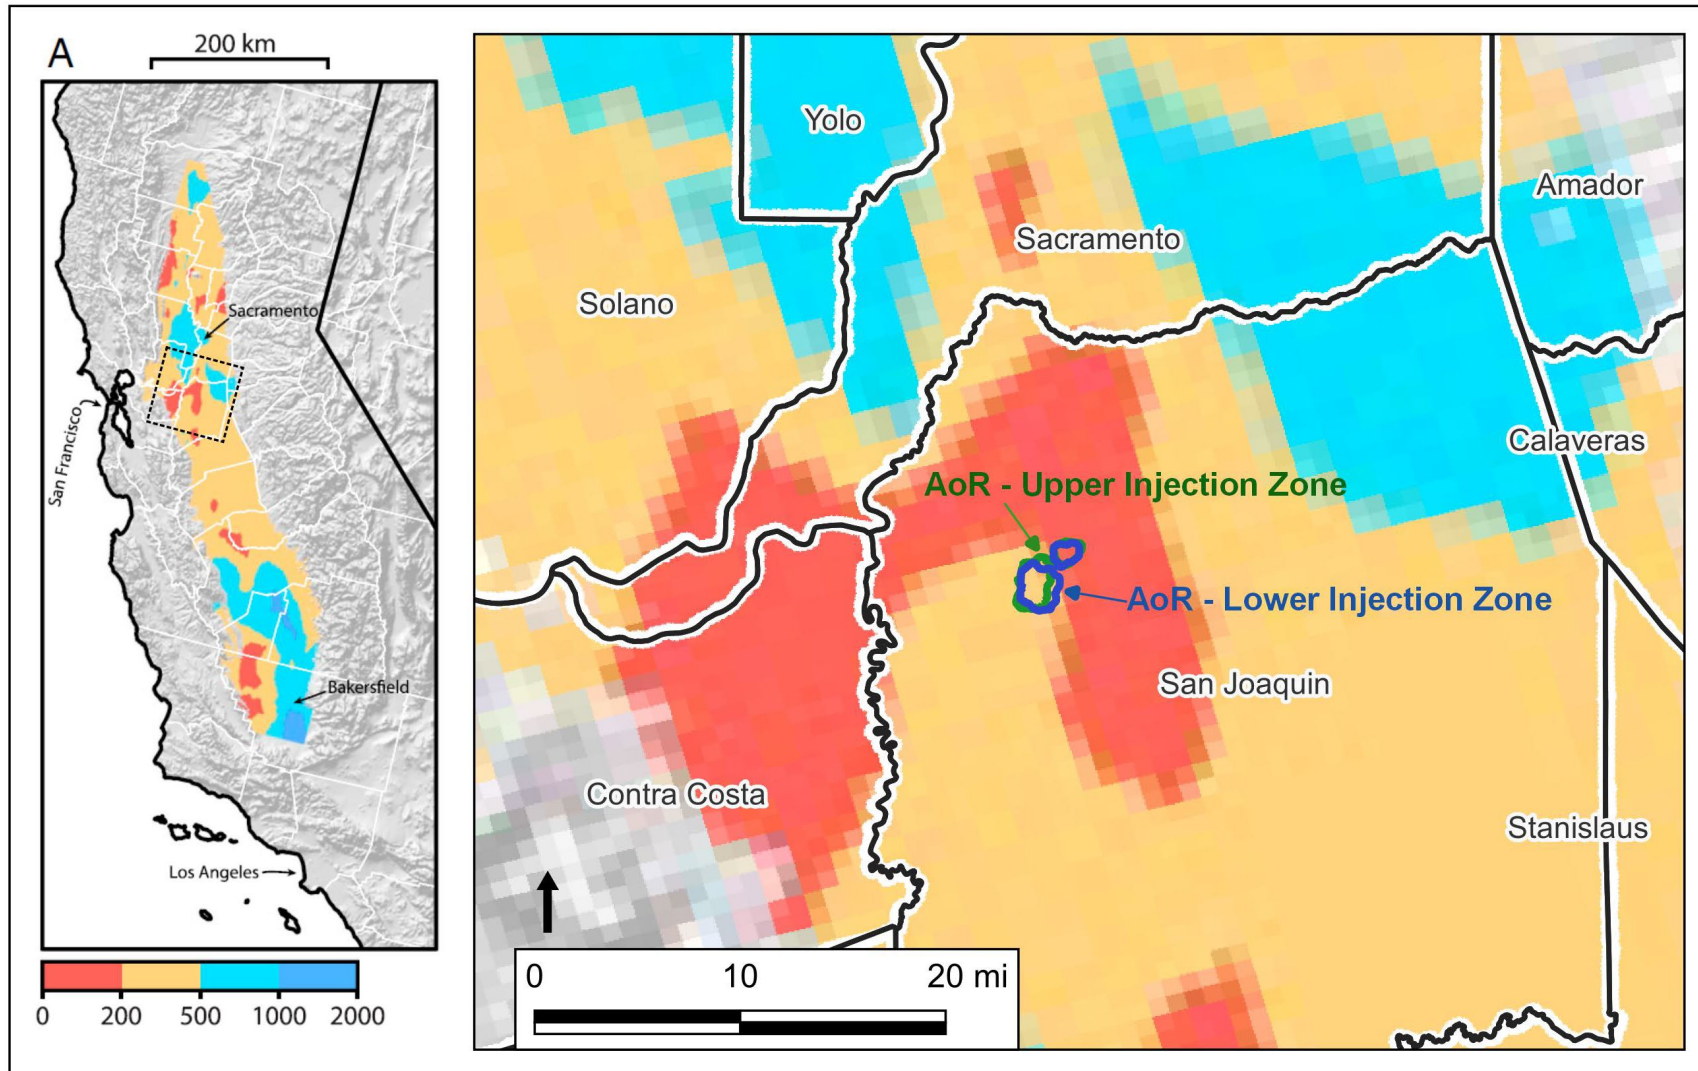 A
200 km
Sacramento
San Francisco
Bakersfield
Los Angeles
0 200 500 1000 2000
Yolo
Amador
Sacramento
Solano
Calaveras
AoR - Upper Injection Zone
AoR - Lower Injection Zone
San Joaquin
Contra Costa
Stanislaus
0 10 20 mi